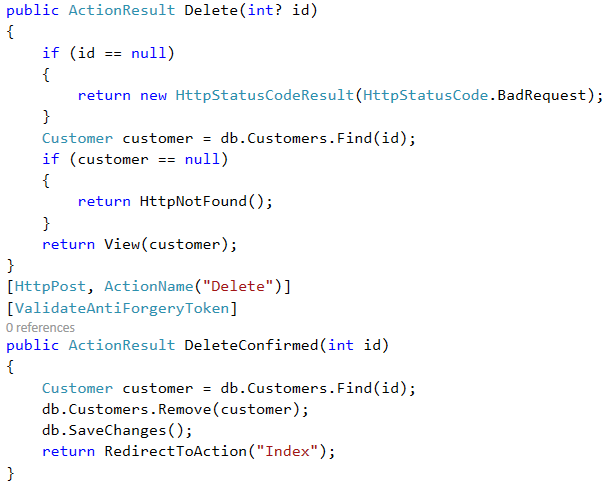 public ActionResult Delete(int? id)
{
    if (id == null)
    {
        return new HttpStatusCodeResult(HttpStatusCode.BadRequest);
    }
    Customer customer = db.Customers.Find(id);
    if (customer == null)
    {
        return HttpNotFound();
    }
    return View(customer);
}
[HttpPost, ActionName("Delete")]
[ValidateAntiForgeryToken]
0 references
public ActionResult DeleteConfirmed(int id)
{
    Customer customer = db.Customers.Find(id);
    db.Customers.Remove(customer);
    db.SaveChanges();
    return RedirectToAction("Index");
}